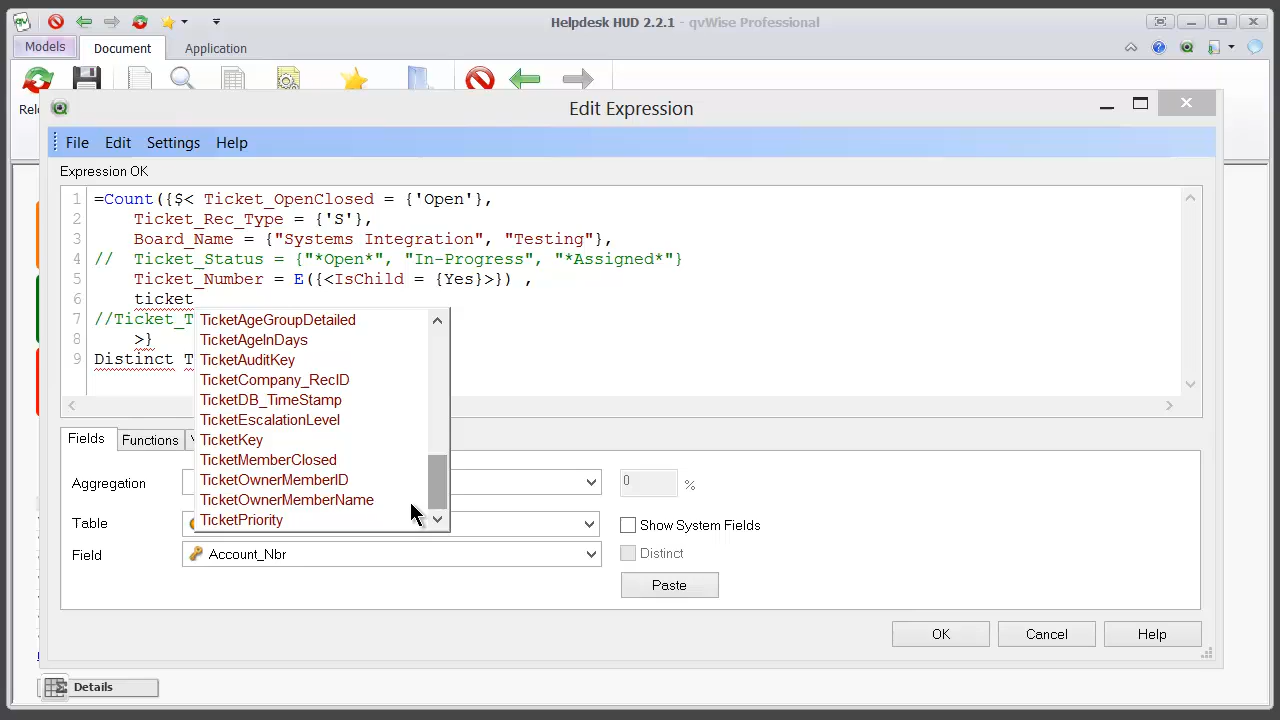 Helpdesk HUD 2.2.1 - qvWise Professional
Models
Document
Application
Edit Expression
File
Edit
Settings
Help
Expression OK
1 =Count({$< Ticket_OpenClosed = {'Open'},
2 Ticket_Rec_Type = {'S'},
3 Board_Name = {"Systems Integration", "Testing"},
4 // Ticket_Status = {"*Open*", "In-Progress", "*Assigned*"}
5 Ticket_Number = E({<IsChild = {Yes}>}) ,
6 ticket
7 //Ticket_T
8 >}
9 Distinct T
TicketAgeGroupDetailed
TicketAgeInDays
TicketAuditKey
TicketCompany_RecID
TicketDB_TimeStamp
TicketEscalationLevel
TicketKey
TicketMemberClosed
TicketOwnerMemberID
TicketOwnerMemberName
TicketPriority
Fields
Functions
Aggregation
0
%
Table
Show System Fields
Field
Account_Nbr
Distinct
Paste
OK
Cancel
Help
Details